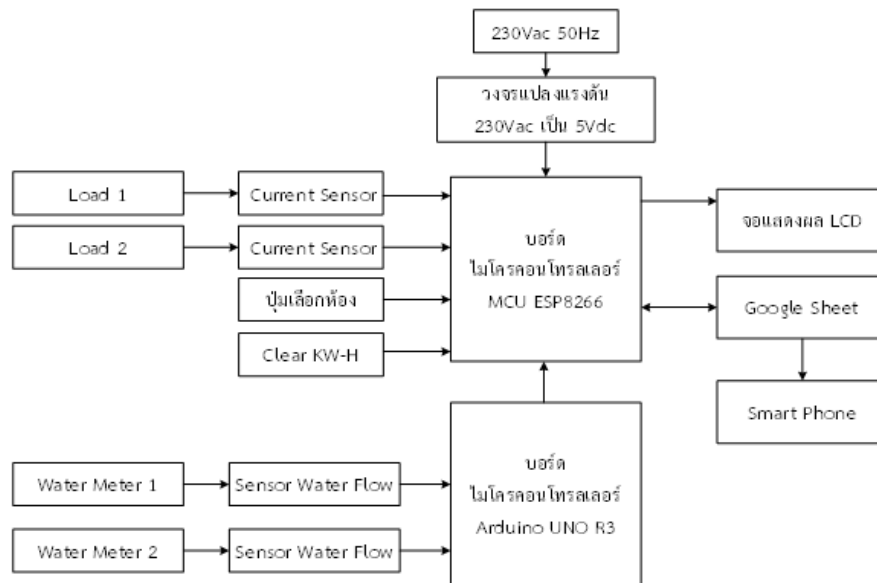 230Vac 50Hz
วงจรแปลงแรงดัน
230Vac เป็น 5Vdc
Load 1
Current Sensor
Load 2
Current Sensor
ปุ่มเลือกห้อง
Clear KW-H
บอร์ด
ไมโครคอนโทรลเลอร์
MCU ESP8266
จอแสดงผล LCD
Google Sheet
Smart Phone
Water Meter 1
Sensor Water Flow
Water Meter 2
Sensor Water Flow
บอร์ด
ไมโครคอนโทรลเลอร์
Arduino UNO R3